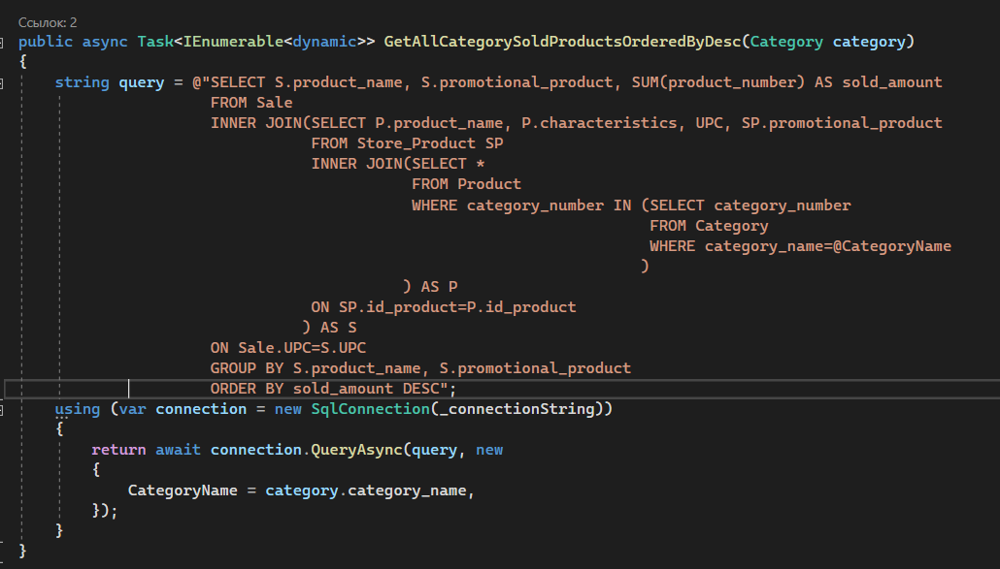 Ссылок: 2
public async Task<IEnumerable<dynamic>> GetAllCategorySoldProductsOrderedByDesc(Category category)
{
string query = @"SELECT S.product_name, S.promotional_product, SUM(product_number) AS sold_amount
FROM Sale
INNER JOIN(SELECT P.product_name, P.characteristics, UPC, SP.promotional_product
FROM Store_Product SP
INNER JOIN(SELECT *
FROM Product
WHERE category_number IN (SELECT category_number
FROM Category
WHERE category_name=@CategoryName
)
) AS P
ON SP.id_product=P.id_product
) AS S
ON Sale.UPC=S.UPC
GROUP BY S.product_name, S.promotional_product
ORDER BY sold_amount DESC";
using (var connection = new SqlConnection(_connectionString))
{
return await connection.QueryAsync(query, new
{
CategoryName = category.category_name,
});
}
}